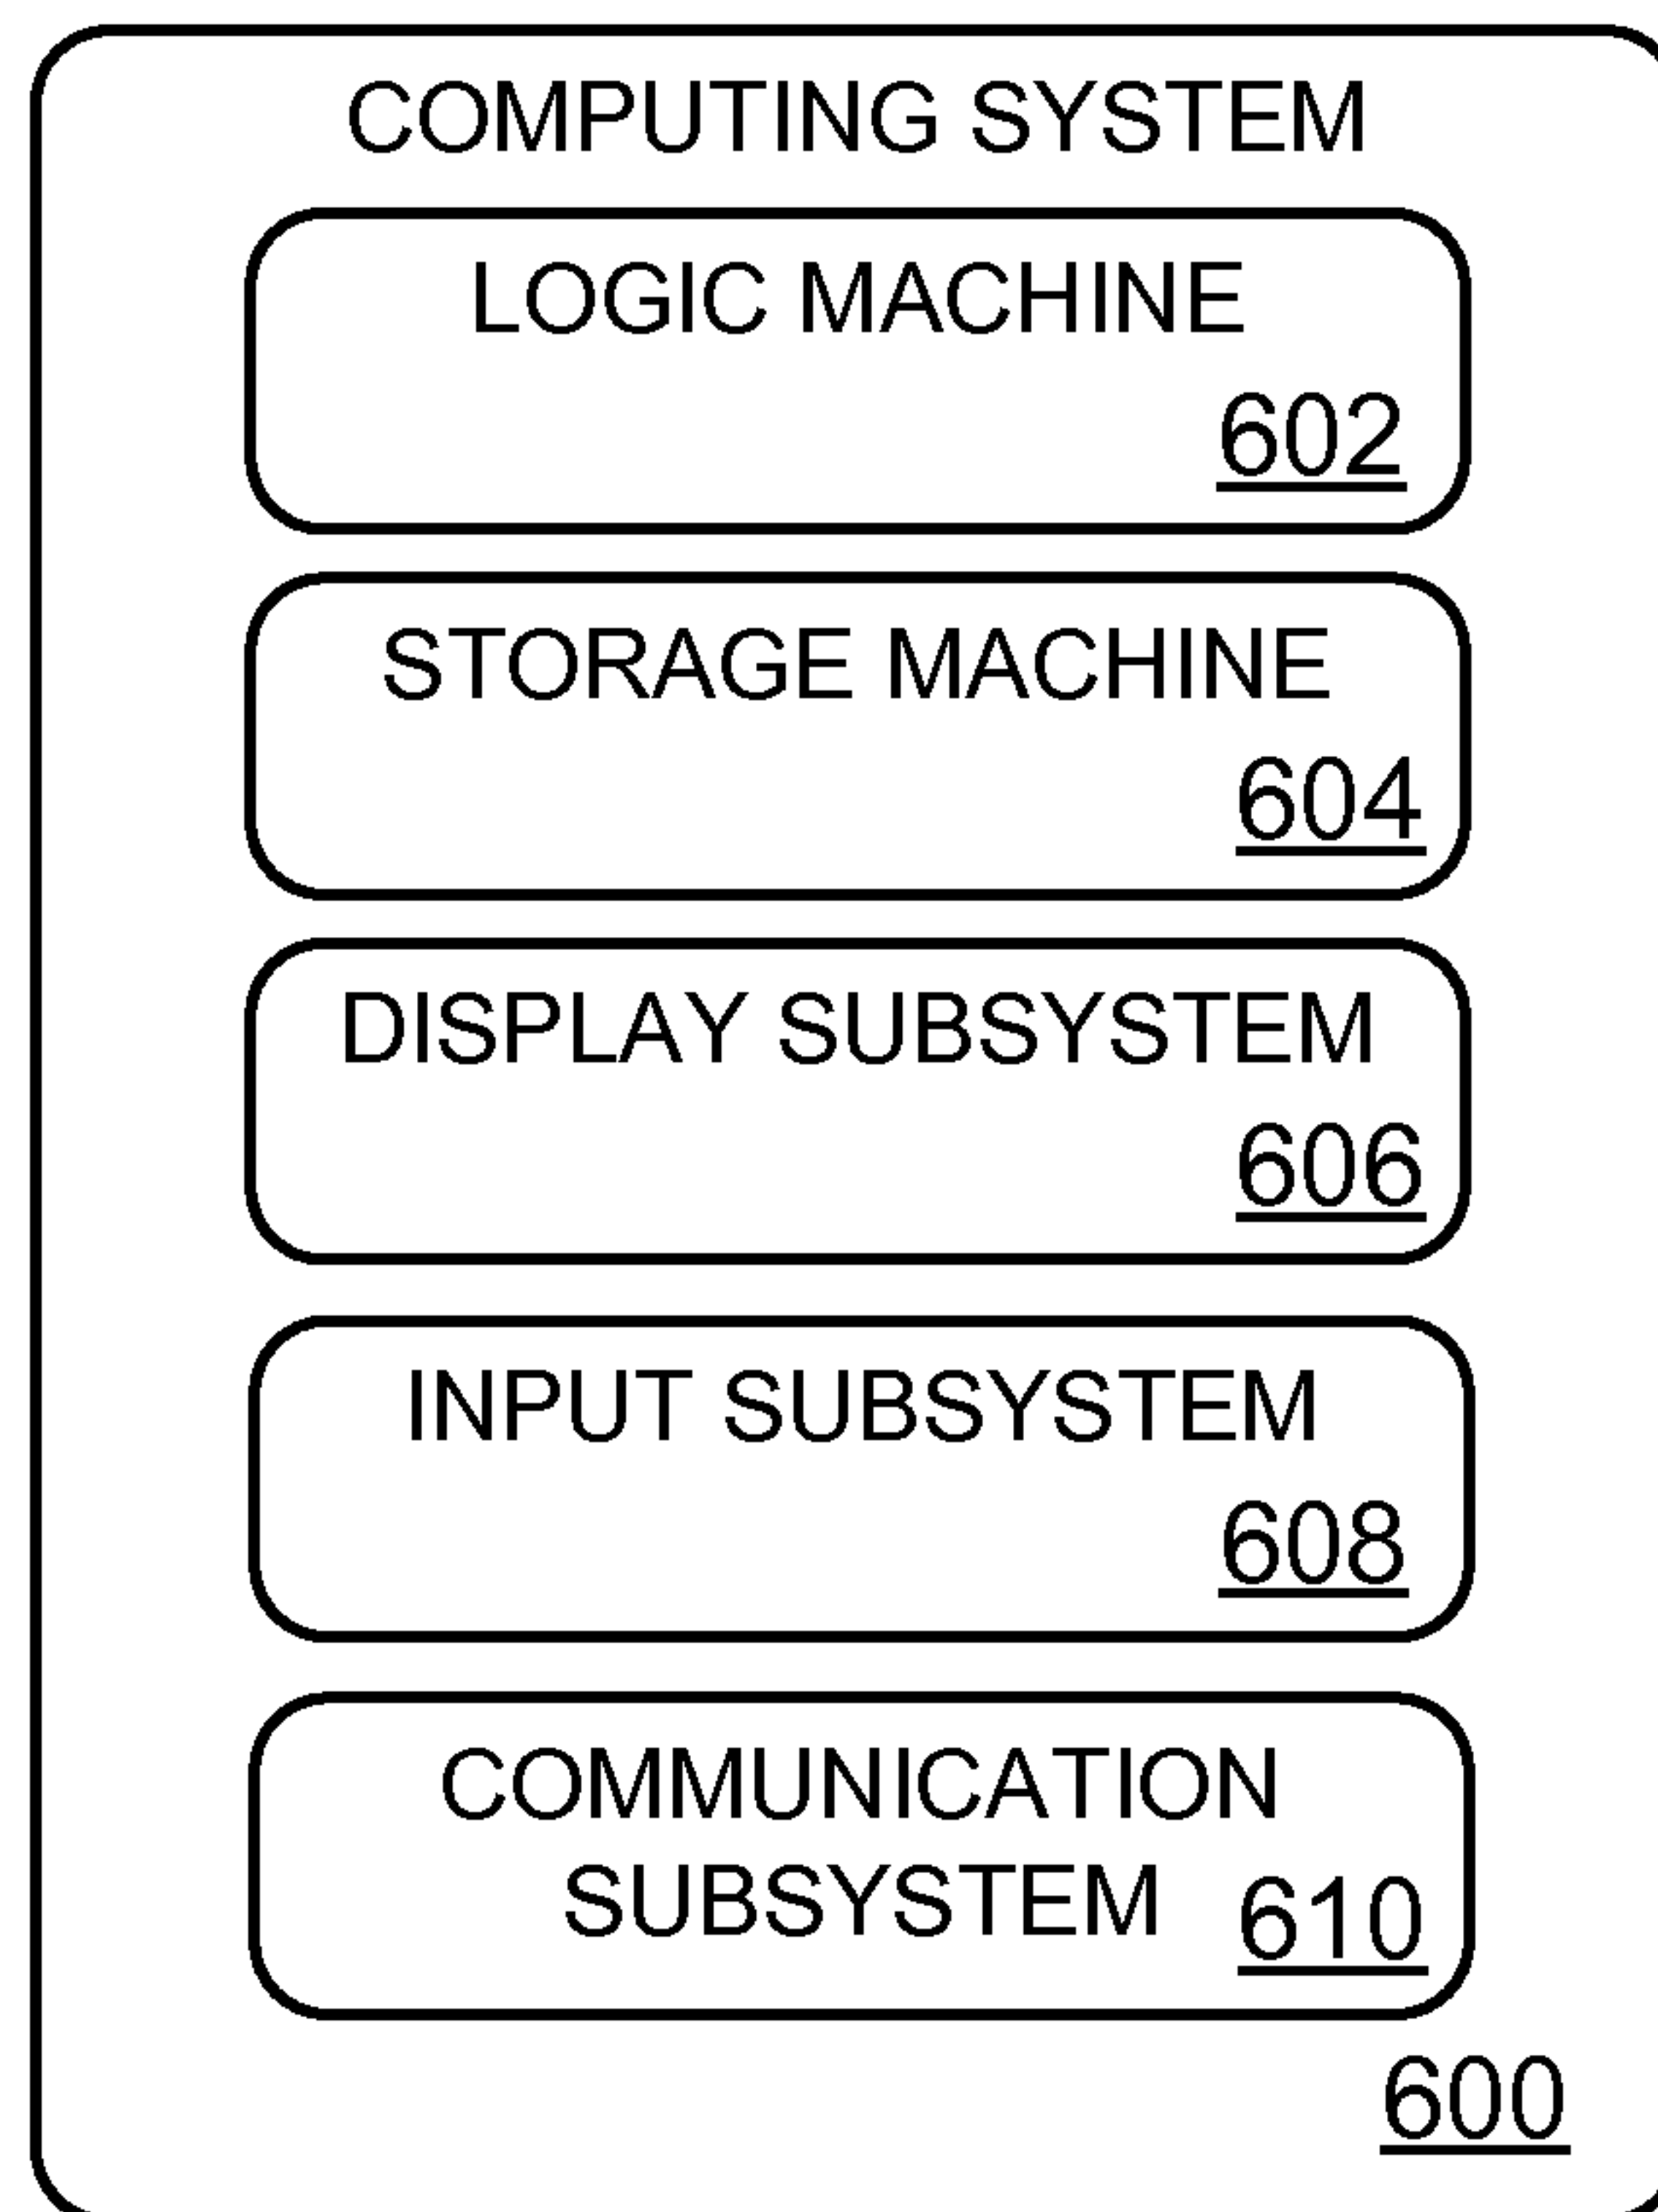 COMPUTING SYSTEM
LOGIC MACHINE
602
STORAGE MACHINE
604
DISPLAY SUBSYSTEM
606
INPUT SUBSYSTEM
608
COMMUNICATION
SUBSYSTEM 610
600